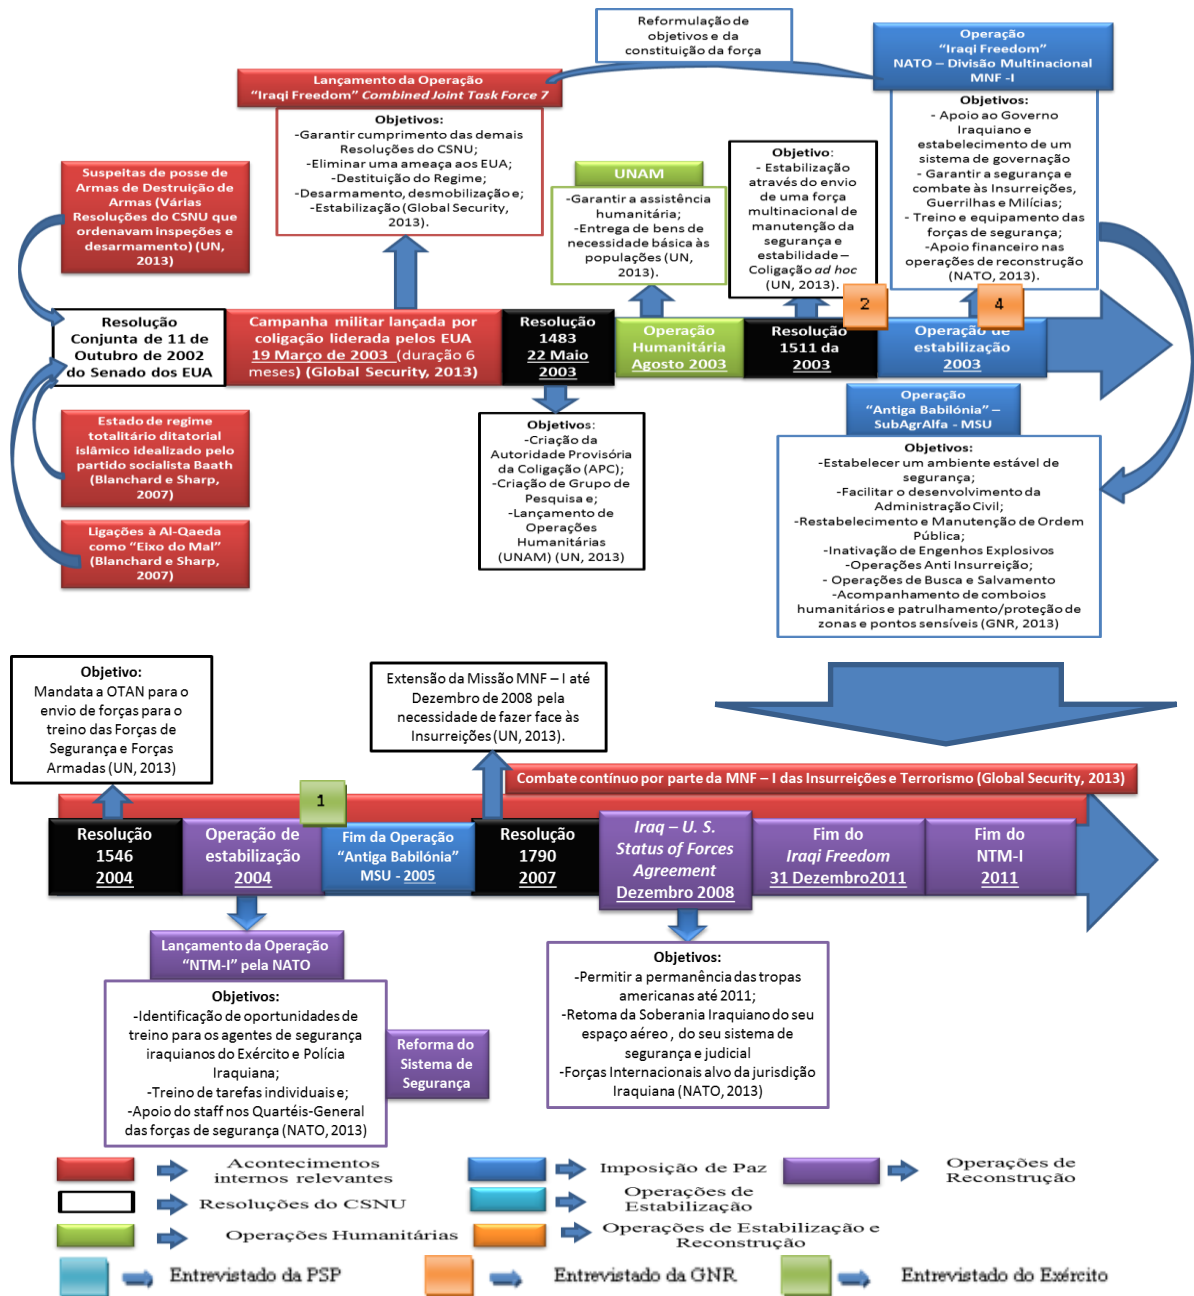 Reformulação de
objetivos e da
constituição da força
Operação
“Iraqi Freedom”
NATO – Divisão Multinacional
MNF -I
Lançamento da Operação
“Iraqi Freedom” Combined Joint Task Force 7
Objetivos:
-Garantir cumprimento das demais
Resoluções do CSNU;
-Eliminar uma ameaça aos EUA;
-Destituição do Regime;
-Desarmamento, desmobilização e;
-Estabilização (Global Security,
2013).
Objetivos:
- Apoio ao Governo
Iraquiano e
estabelecimento de um
sistema de governação
- Garantir a segurança e
combate às Insurreições,
Guerrilhas e Milícias;
- Treino e equipamento das
forças de segurança;
-Apoio financeiro nas
operações de reconstrução
(NATO, 2013).
Objetivo:
- Estabilização
através do envio
de uma força
multinacional de
manutenção da
segurança e
estabilidade –
Coligação ad hoc
(UN, 2013).
UNAM
-Garantir a assistência
humanitária;
-Entrega de bens de
necessidade básica às
populações (UN,
2013).
Suspeitas de posse de
Armas de Destruição de
Armas (Várias
Resoluções do CSNU que
ordenavam inspeções e
desarmamento) (UN,
2013)
2
4
Resolução
Conjunta de 11 de
Outubro de 2002
do Senado dos EUA
Campanha militar lançada por
coligação liderada pelos EUA
19 Março de 2003 (duração 6
meses) (Global Security, 2013)
Resolução
1483
22 Maio
2003
Operação
Humanitária
Agosto 2003
Resolução
1511 da
2003
Operação de
estabilização
2003
Estado de regime
totalitário ditatorial
islâmico idealizado pelo
partido socialista Baath
(Blanchard e Sharp,
2007)
Ligações à Al-Qaeda
como “Eixo do Mal”
(Blanchard e Sharp,
2007)
Objetivos:
-Criação da
Autoridade Provisória
da Coligação (APC);
-Criação de Grupo de
Pesquisa e;
-Lançamento de
Operações
Humanitárias
(UNAM) (UN, 2013)
Operação
“Antiga Babilónia” –
SubAgrAlfa - MSU
Objetivos:
-Estabelecer um ambiente estável de
segurança;
-Facilitar o desenvolvimento da
Administração Civil;
-Restabelecimento e Manutenção de Ordem
Pública;
-Inativação de Engenhos Explosivos
-Operações Anti Insurreição;
- Operações de Busca e Salvamento
-Acompanhamento de comboios
humanitários e patrulhamento/proteção de
zonas e pontos sensíveis (GNR, 2013)
Objetivo:
Mandata a OTAN para o
envio de forças para o
treino das Forças de
Segurança e Forças
Armadas (UN, 2013)
Extensão da Missão MNF – I até
Dezembro de 2008 pela
necessidade de fazer face às
Insurreições (UN, 2013).
Combate contínuo por parte da MNF – I das Insurreições e Terrorismo (Global Security, 2013)
1
Resolução
1546
2004
Operação de
estabilização
2004
Fim da Operação
“Antiga Babilónia”
MSU - 2005
Resolução
1790
2007
Iraq – U. S.
Status of Forces
Agreement
Dezembro 2008
Fim do
Iraqi Freedom
31 Dezembro2011
Fim do
NTM-I
2011
Lançamento da Operação
“NTM-I” pela NATO
Objetivos:
-Identificação de oportunidades de
treino para os agentes de segurança
iraquianos do Exército e Polícia
Iraquiana;
-Treino de tarefas individuais e;
-Apoio do staff nos Quartéis-General
das forças de segurança (NATO, 2013)
Reforma do
Sistema de
Segurança
Objetivos:
-Permitir a permanência das tropas
americanas até 2011;
-Retoma da Soberania Iraquiano do seu
espaço aéreo , do seu sistema de
segurança e judicial
-Forças Internacionais alvo da jurisdição
Iraquiana (NATO, 2013)
Acontecimentos
internos relevantes
Imposição de Paz
Operações de
Reconstrução
Resoluções do CSNU
Operações de
Estabilização
Operações Humanitárias
Operações de Estabilização e
Reconstrução
Entrevistado da PSP
Entrevistado da GNR
Entrevistado do Exército